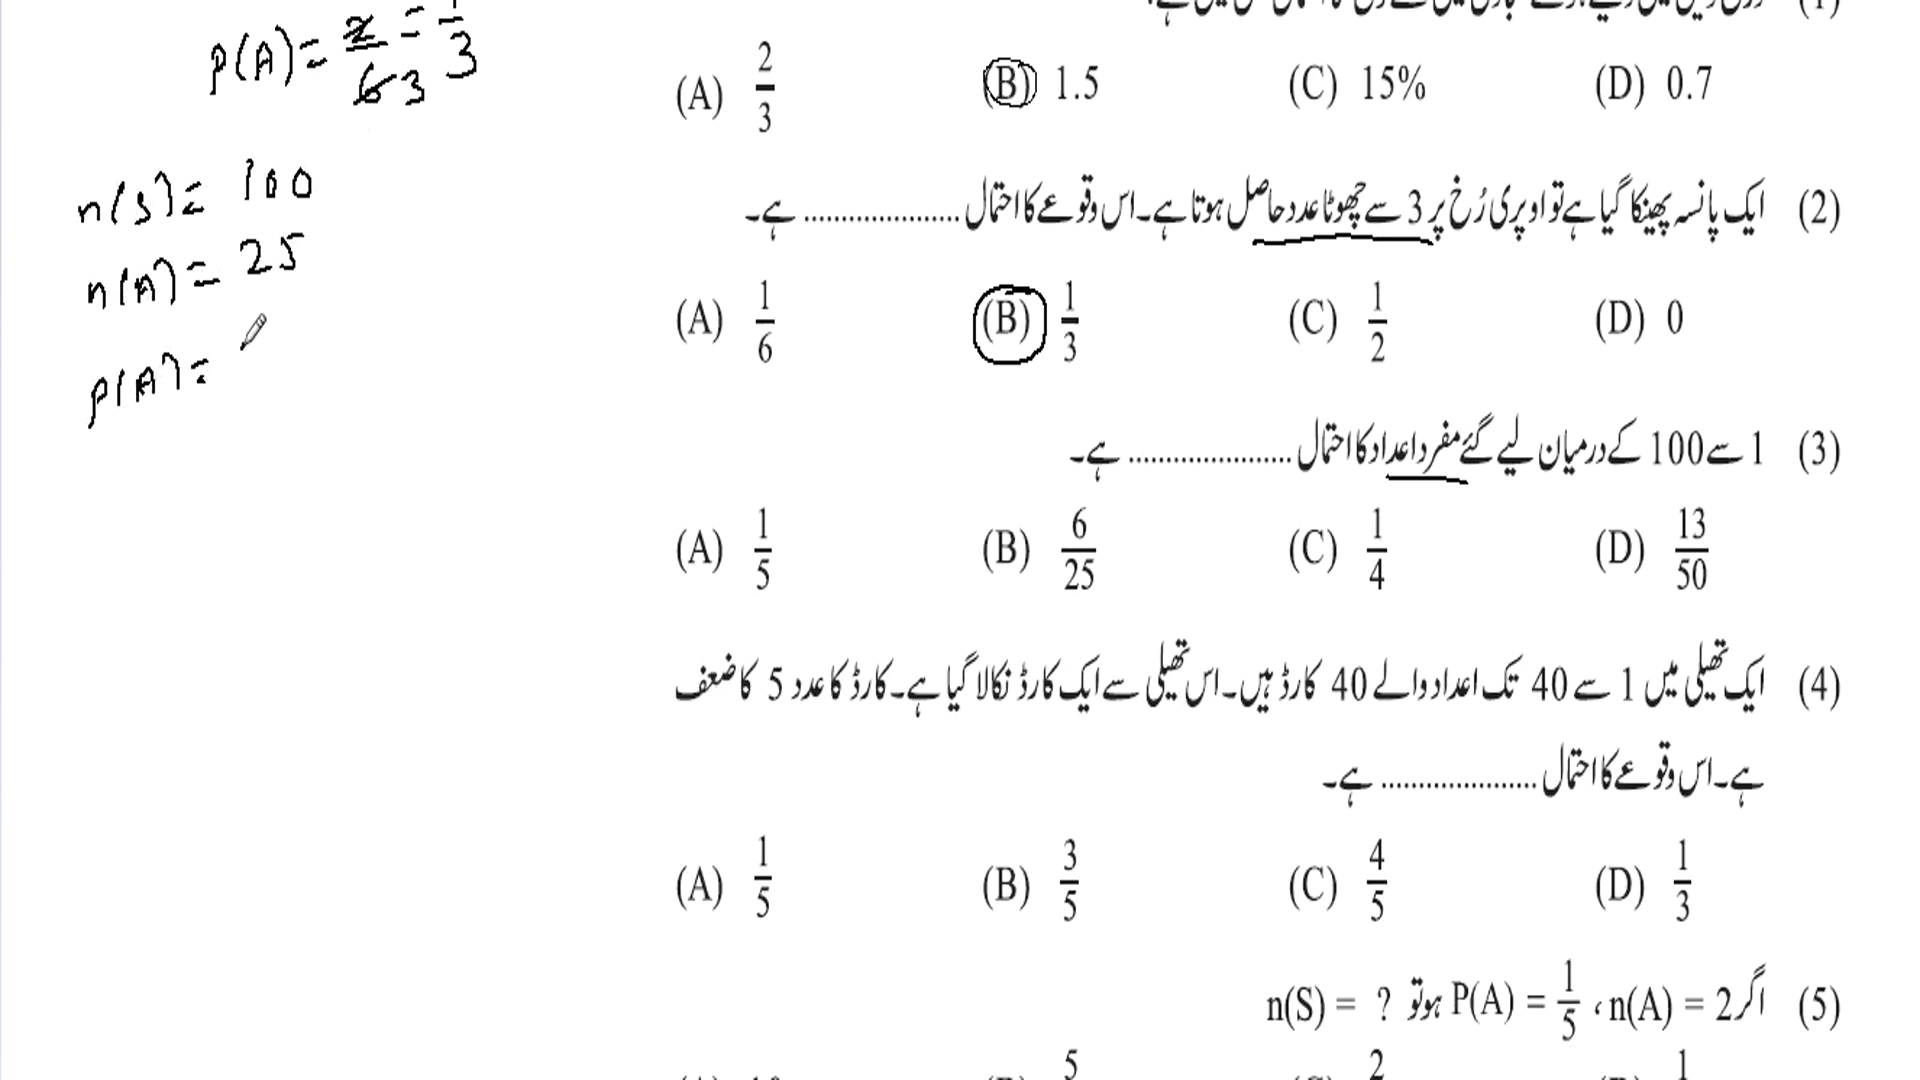 P(A) = 2/6 3 = 1/3
n(S) = 100
n(A) = 25
P(A) =
(1)
(A) 2/3 (B) 1.5 (C) 15% (D) 0.7
(2) ایک پانسہ پھینکا گیا ہے تو اوپری رُخ پر 3 سے چھوٹا عدد حاصل ہوتا ہے۔ اس وقوعے کا احتمال ..................... ہے۔
(A) 1/6 (B) 1/3 (C) 1/2 (D) 0
(3) 1 سے 100 کے درمیان لیے گئے مفرد اعداد کا احتمال ...................... ہے۔
(A) 1/5 (B) 6/25 (C) 1/4 (D) 13/50
(4) ایک تھیلی میں 1 سے 40 تک اعداد والے 40 کارڈ ہیں۔ اس تھیلی سے ایک کارڈ نکالا گیا ہے۔ کارڈ کا عدد 5 کا ضعف
ہے۔ اس وقوعے کا احتمال ..................... ہے۔
(A) 1/5 (B) 3/5 (C) 4/5 (D) 1/3
(5) اگر n(A) = 2، P(A) = 1/5 ہو تو n(S) = ?
5 2 1